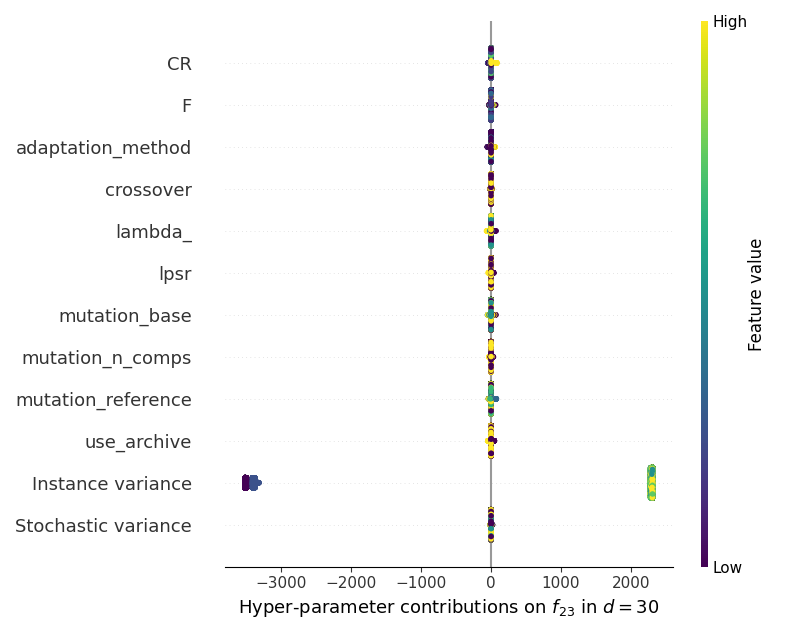 High
CR
F
adaptation_method
crossover
lambda_
lpsr
mutation_base
mutation_n_comps
mutation_reference
use_archive
Instance variance
Stochastic variance
Feature value
Low
−3000 −2000 −1000 0 1000 2000
Hyper-parameter contributions on f₂₃ in d = 30